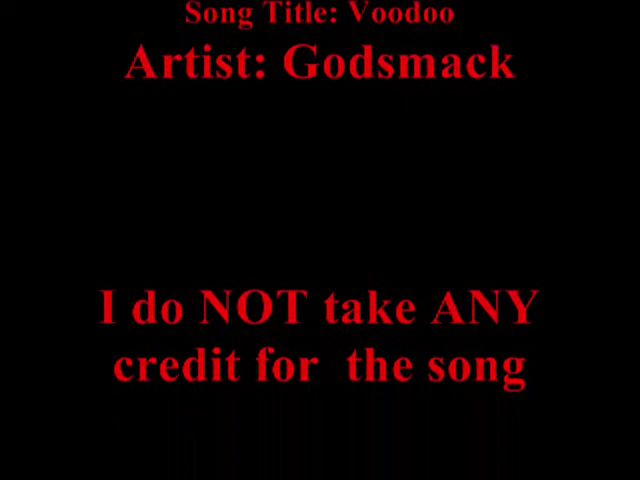 Song Title: Voodoo
Artist: Godsmack
I do NOT take ANY
credit for the song